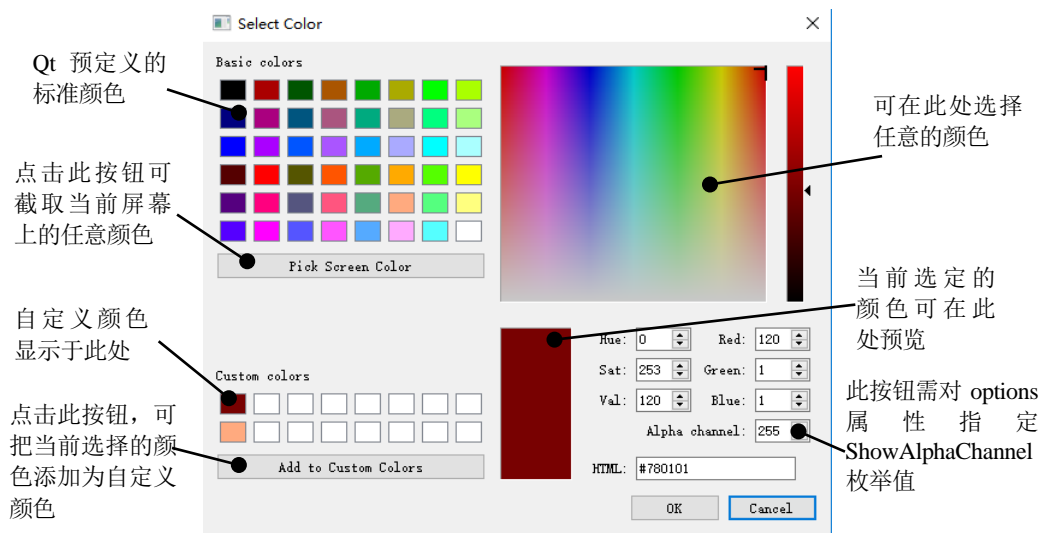 Select Color
Qt 预定义的
标准颜色
点击此按钮可
截取当前屏幕
上的任意颜色
自定义颜色
显示于此处
点击此按钮，可
把当前选择的颜
色添加为自定义
颜色
Basic colors
Pick Screen Color
Custom colors
Add to Custom Colors
Hue: 0 Red: 120
Sat: 253 Green: 1
Val: 120 Blue: 1
Alpha channel: 255
HTML: #780101
OK Cancel
可在此处选择
任意的颜色
当前选定的
颜色可在此
处预览
此按钮需对 options
属性指定
ShowAlphaChannel
枚举值